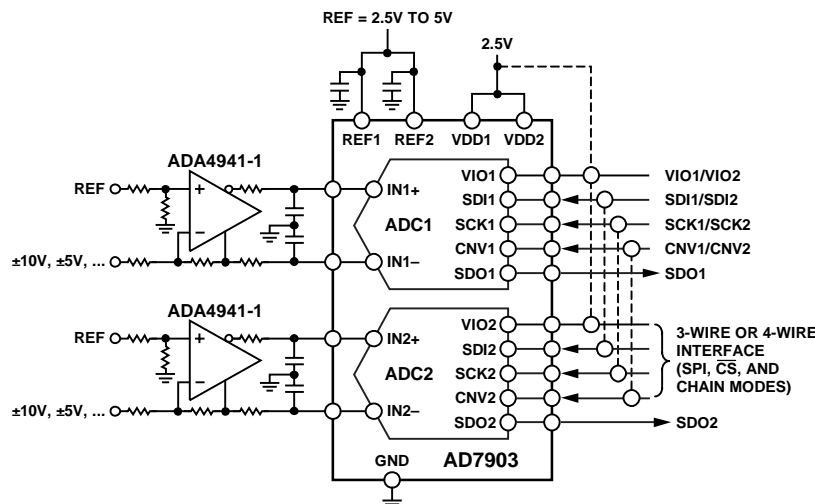 REF = 2.5V TO 5V
2.5V
REF1
REF2
VDD1
VDD2
ADA4941-1
REF
±10V, ±5V, ...
IN1+
IN1–
ADC1
VIO1
SDI1
SCK1
CNV1
SDO1
VIO1/VIO2
SDI1/SDI2
SCK1/SCK2
CNV1/CNV2
SDO1
ADA4941-1
REF
±10V, ±5V, ...
IN2+
IN2–
ADC2
VIO2
SDI2
SCK2
CNV2
SDO2
3-WIRE OR 4-WIRE
INTERFACE
(SPI, CS, AND
CHAIN MODES)
SDO2
GND
AD7903